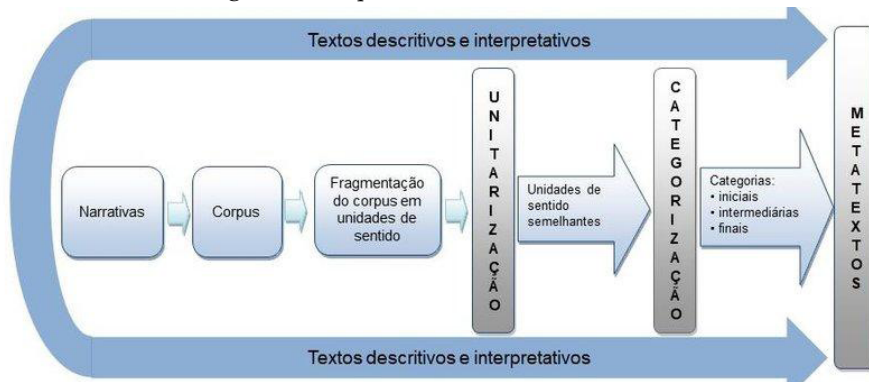 Textos descritivos e interpretativos
Narrativas
Corpus
Fragmentação
do corpus em
unidades de
sentido
UNITARIZAÇÃO
Unidades de
sentido
semelhantes
CATEGORIZAÇÃO
Categorias:
• iniciais
• intermediárias
• finais
METATEXTOS
Textos descritivos e interpretativos